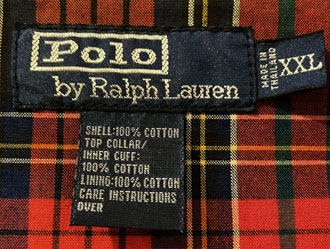 Polo
by Ralph Lauren
MADE IN
THAILAND
XXL
SHELL:100% COTTON
TOP COLLAR/
INNER CUFF:
100% COTTON
LINING:100% COTTON
CARE INSTRUCTIONS
OVER